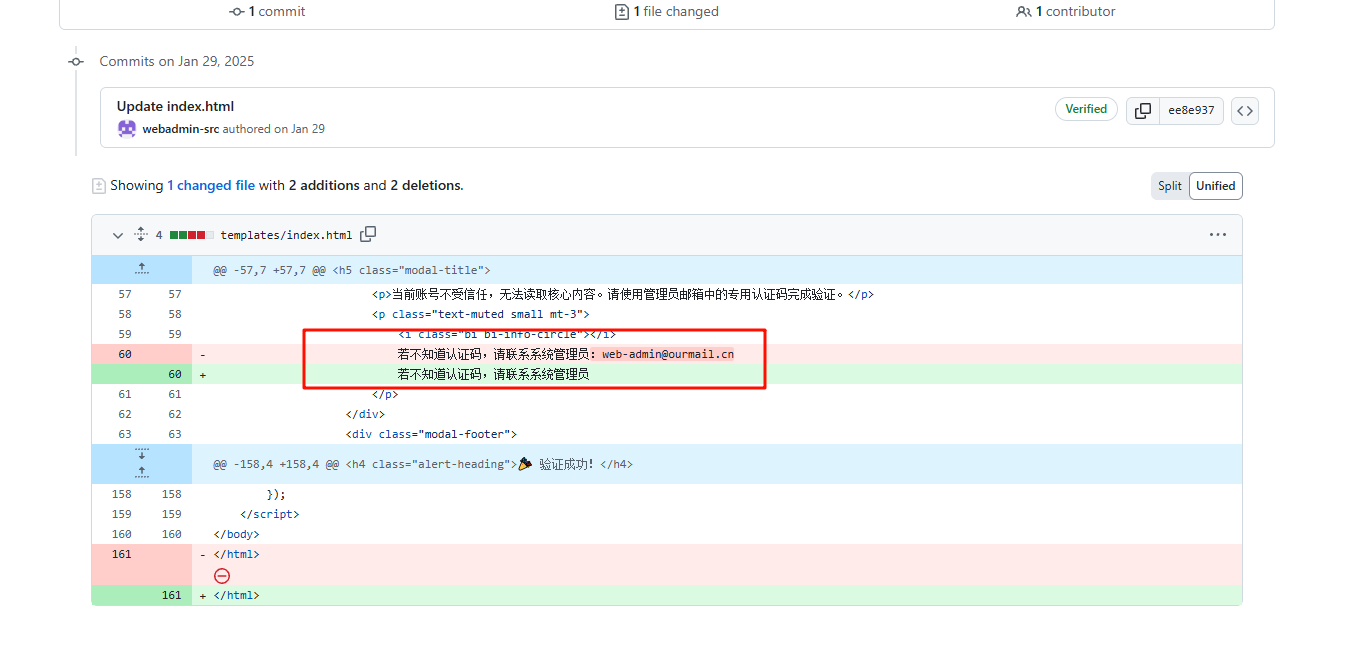 1 commit 1 file changed 1 contributor
Commits on Jan 29, 2025
Update index.html
webadmin-src authored on Jan 29
Verified ee8e937
Showing 1 changed file with 2 additions and 2 deletions.
Split Unified
4 templates/index.html
@@ -57,7 +57,7 @@ <h5 class="modal-title">
57 57 <p>当前账号不受信任，无法读取核心内容。请使用管理员邮箱中的专用认证码完成验证。</p>
58 58 <p class="text-muted small mt-3">
59 59 <i class="bi bi-info-circle"></i>
60 - 若不知道认证码，请联系系统管理员：web-admin@ourmail.cn
60 + 若不知道认证码，请联系系统管理员
61 61 </p>
62 62 </div>
63 63 <div class="modal-footer">
@@ -158,4 +158,4 @@ <h4 class="alert-heading">🎉 验证成功！</h4>
158 158 });
159 159 </script>
160 160 </body>
161 - </html>
161 + </html>